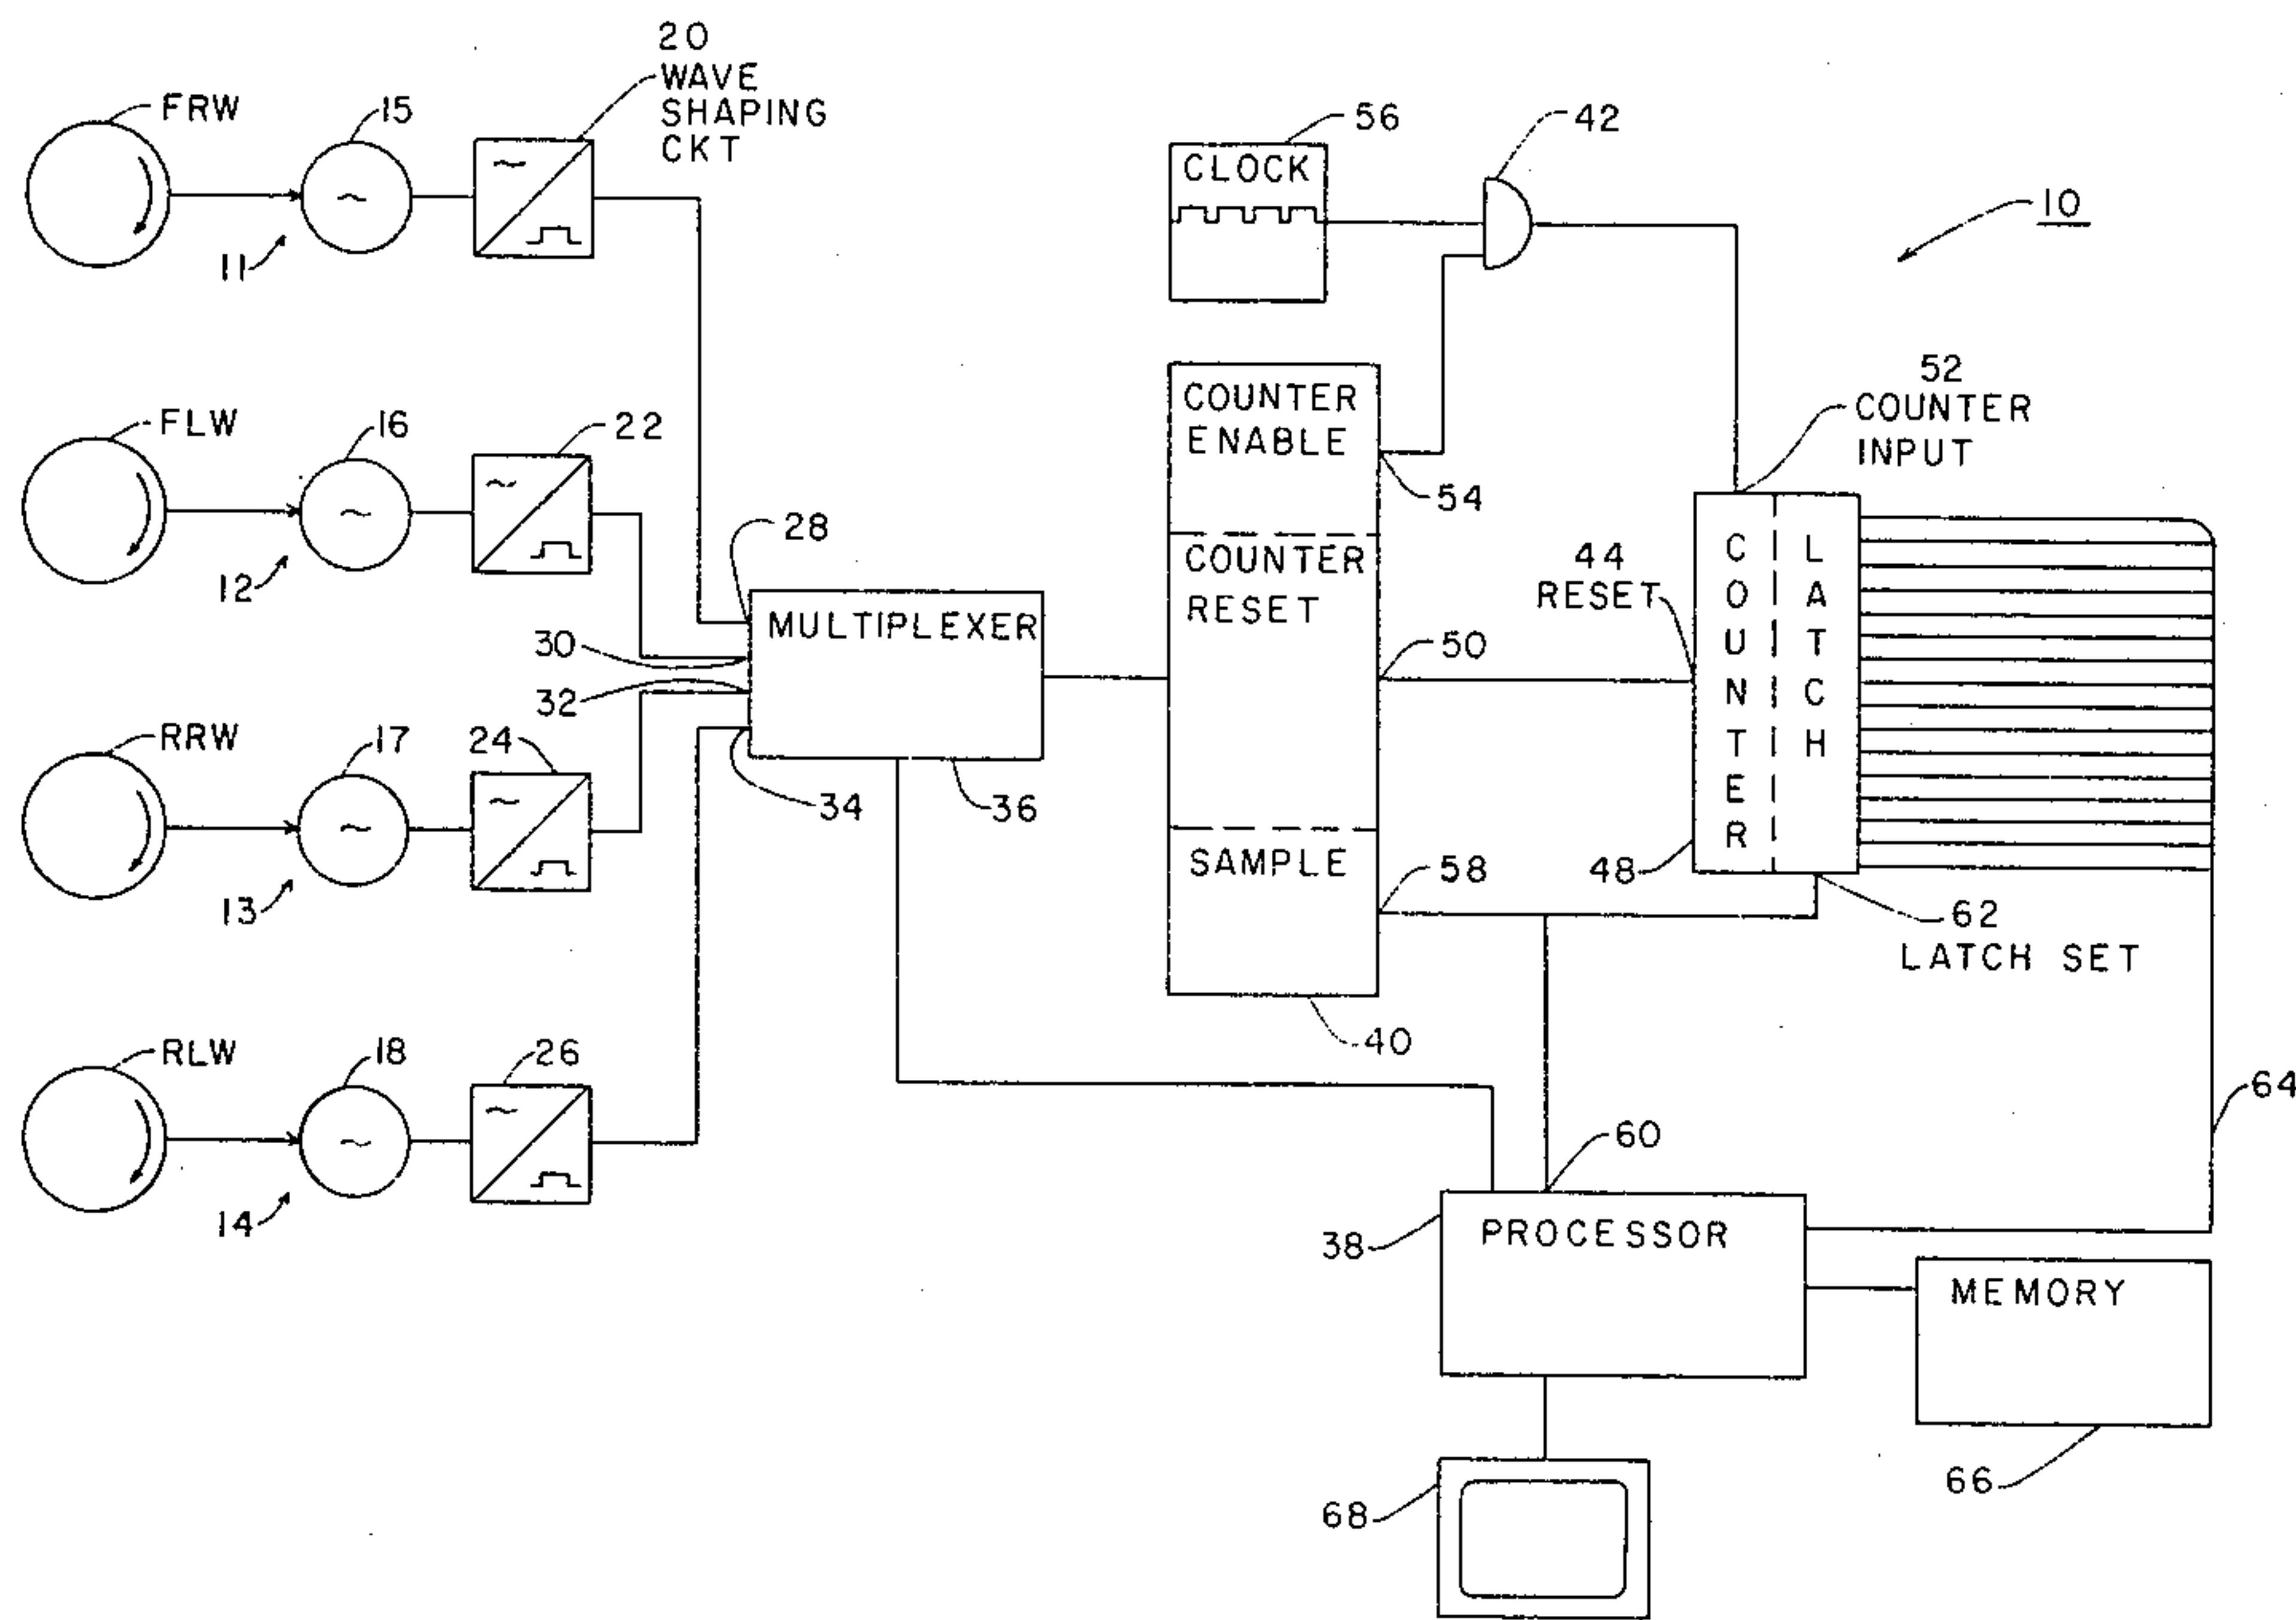 20
WAVE
SHAPING
CKT
FRW
15
11
FLW
16
22
12
RRW
17
24
13
RLW
18
26
14
28
30
32
34
MULTIPLEXER
36
CLOCK
56
42
10
COUNTER
ENABLE
54
COUNTER
RESET
50
SAMPLE
58
40
52
COUNTER
INPUT
44
RESET
COUNTER
LATCH
48
62
LATCH SET
64
60
38
PROCESSOR
MEMORY
66
68